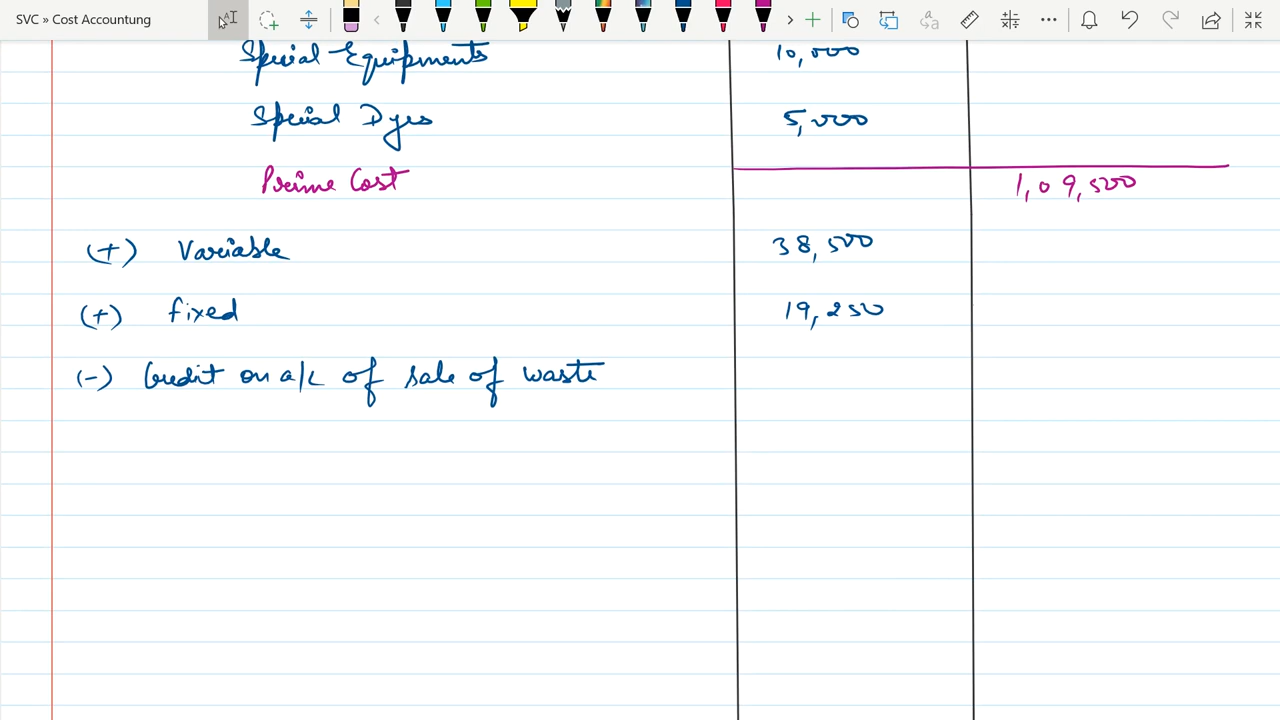 SVC » Cost Accountung
Special Equipments 10,000
Special Dyes 5,000
Prime Cost 1,09,500
(+) Variable 38,500
(+) fixed 19,250
(-) Credit on a/c of sale of waste